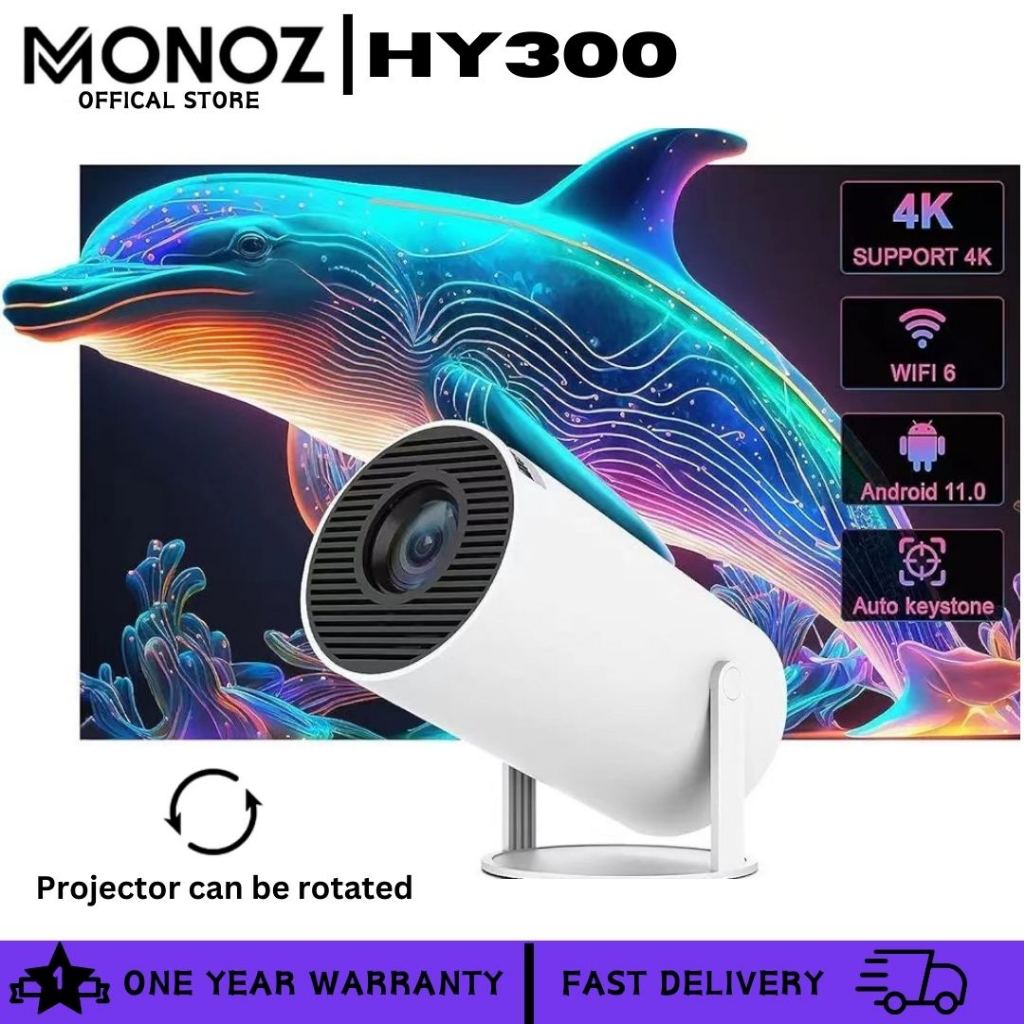 MONOZ | HY300
OFFICAL STORE
4K
SUPPORT 4K
WIFI 6
Android 11.0
Auto keystone
Projector can be rotated
1 ONE YEAR WARRANTY | FAST DELIVERY